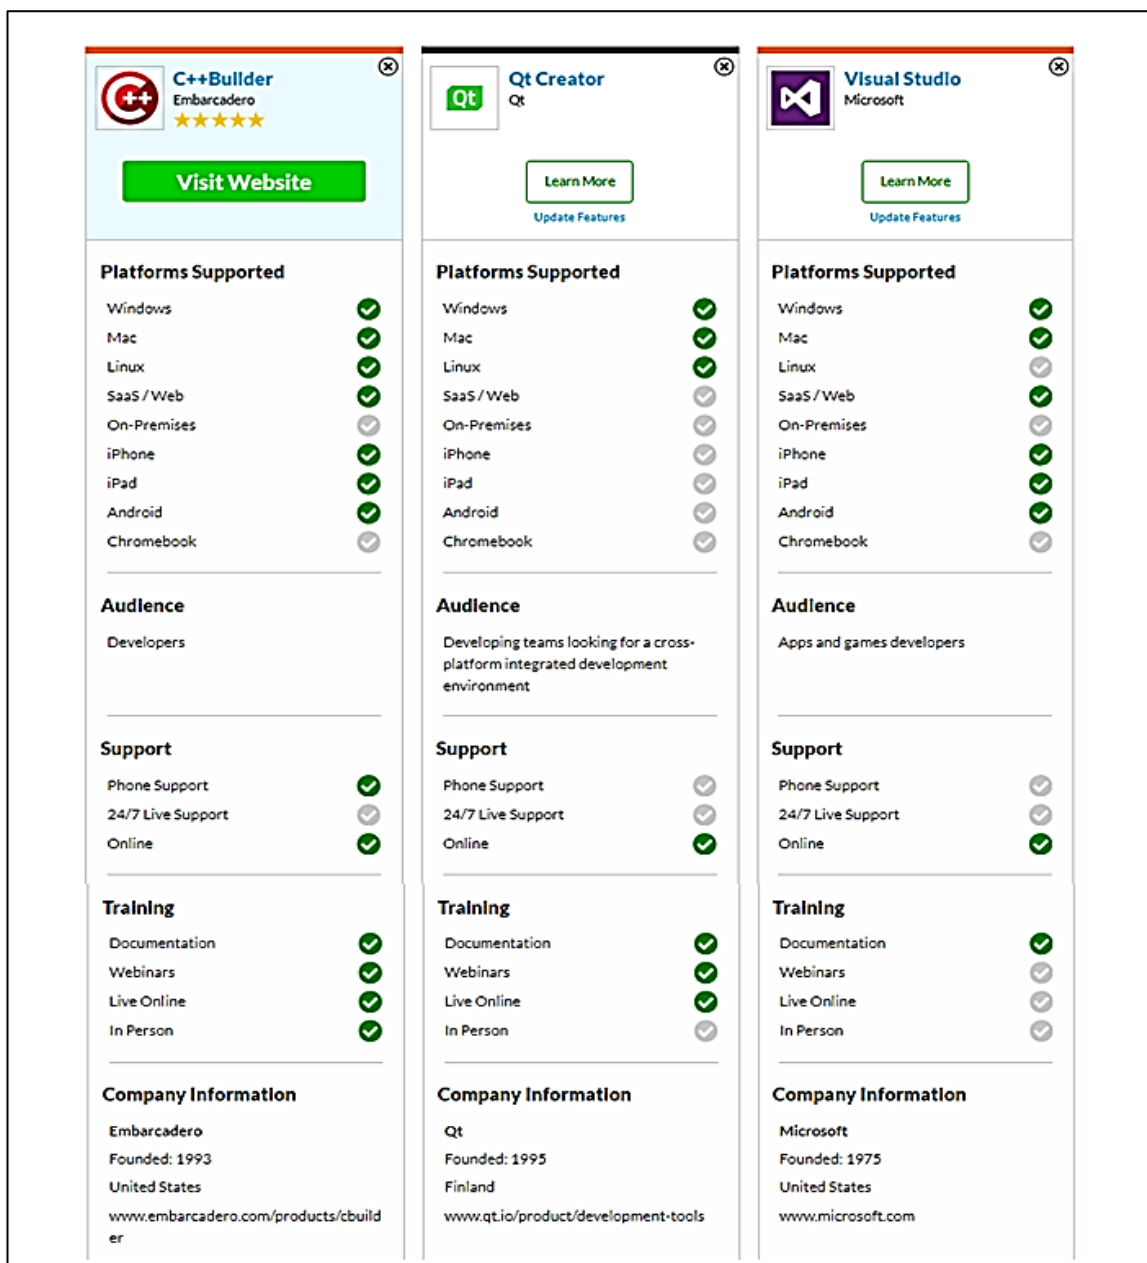 C++Builder
Embarcadero
Visit Website
Platforms Supported
Windows
Mac
Linux
SaaS / Web
On-Premises
iPhone
iPad
Android
Chromebook
Audience
Developers
Support
Phone Support
24/7 Live Support
Online
Training
Documentation
Webinars
Live Online
In Person
Company Information
Embarcadero
Founded: 1993
United States
www.embarcadero.com/products/cbuild
er
Qt
Qt Creator
Qt
Learn More
Update Features
Platforms Supported
Windows
Mac
Linux
SaaS / Web
On-Premises
iPhone
iPad
Android
Chromebook
Audience
Developing teams looking for a cross-
platform integrated development
environment
Support
Phone Support
24/7 Live Support
Online
Training
Documentation
Webinars
Live Online
In Person
Company Information
Qt
Founded: 1995
Finland
www.qt.io/product/development-tools
Visual Studio
Microsoft
Learn More
Update Features
Platforms Supported
Windows
Mac
Linux
SaaS / Web
On-Premises
iPhone
iPad
Android
Chromebook
Audience
Apps and games developers
Support
Phone Support
24/7 Live Support
Online
Training
Documentation
Webinars
Live Online
In Person
Company Information
Microsoft
Founded: 1975
United States
www.microsoft.com